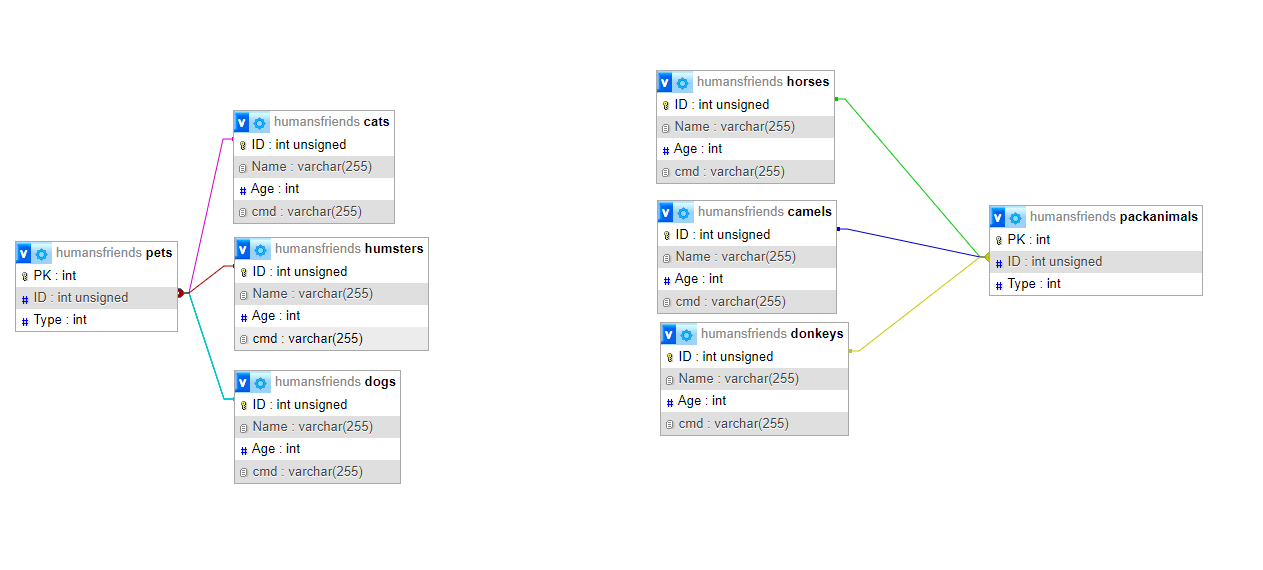 humansfriends pets
PK : int
ID : int unsigned
Type : int
humansfriends cats
ID : int unsigned
Name : varchar(255)
Age : int
cmd : varchar(255)
humansfriends humsters
ID : int unsigned
Name : varchar(255)
Age : int
cmd : varchar(255)
humansfriends dogs
ID : int unsigned
Name : varchar(255)
Age : int
cmd : varchar(255)
humansfriends horses
ID : int unsigned
Name : varchar(255)
Age : int
cmd : varchar(255)
humansfriends camels
ID : int unsigned
Name : varchar(255)
Age : int
cmd : varchar(255)
humansfriends donkeys
ID : int unsigned
Name : varchar(255)
Age : int
cmd : varchar(255)
humansfriends packanimals
PK : int
ID : int unsigned
Type : int